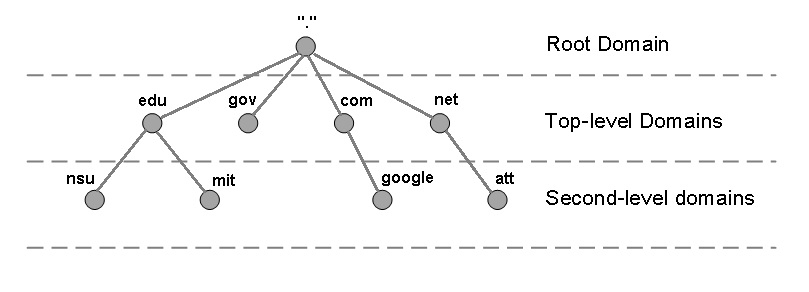 "."
Root Domain
edu gov com net
Top-level Domains
nsu mit google att
Second-level domains